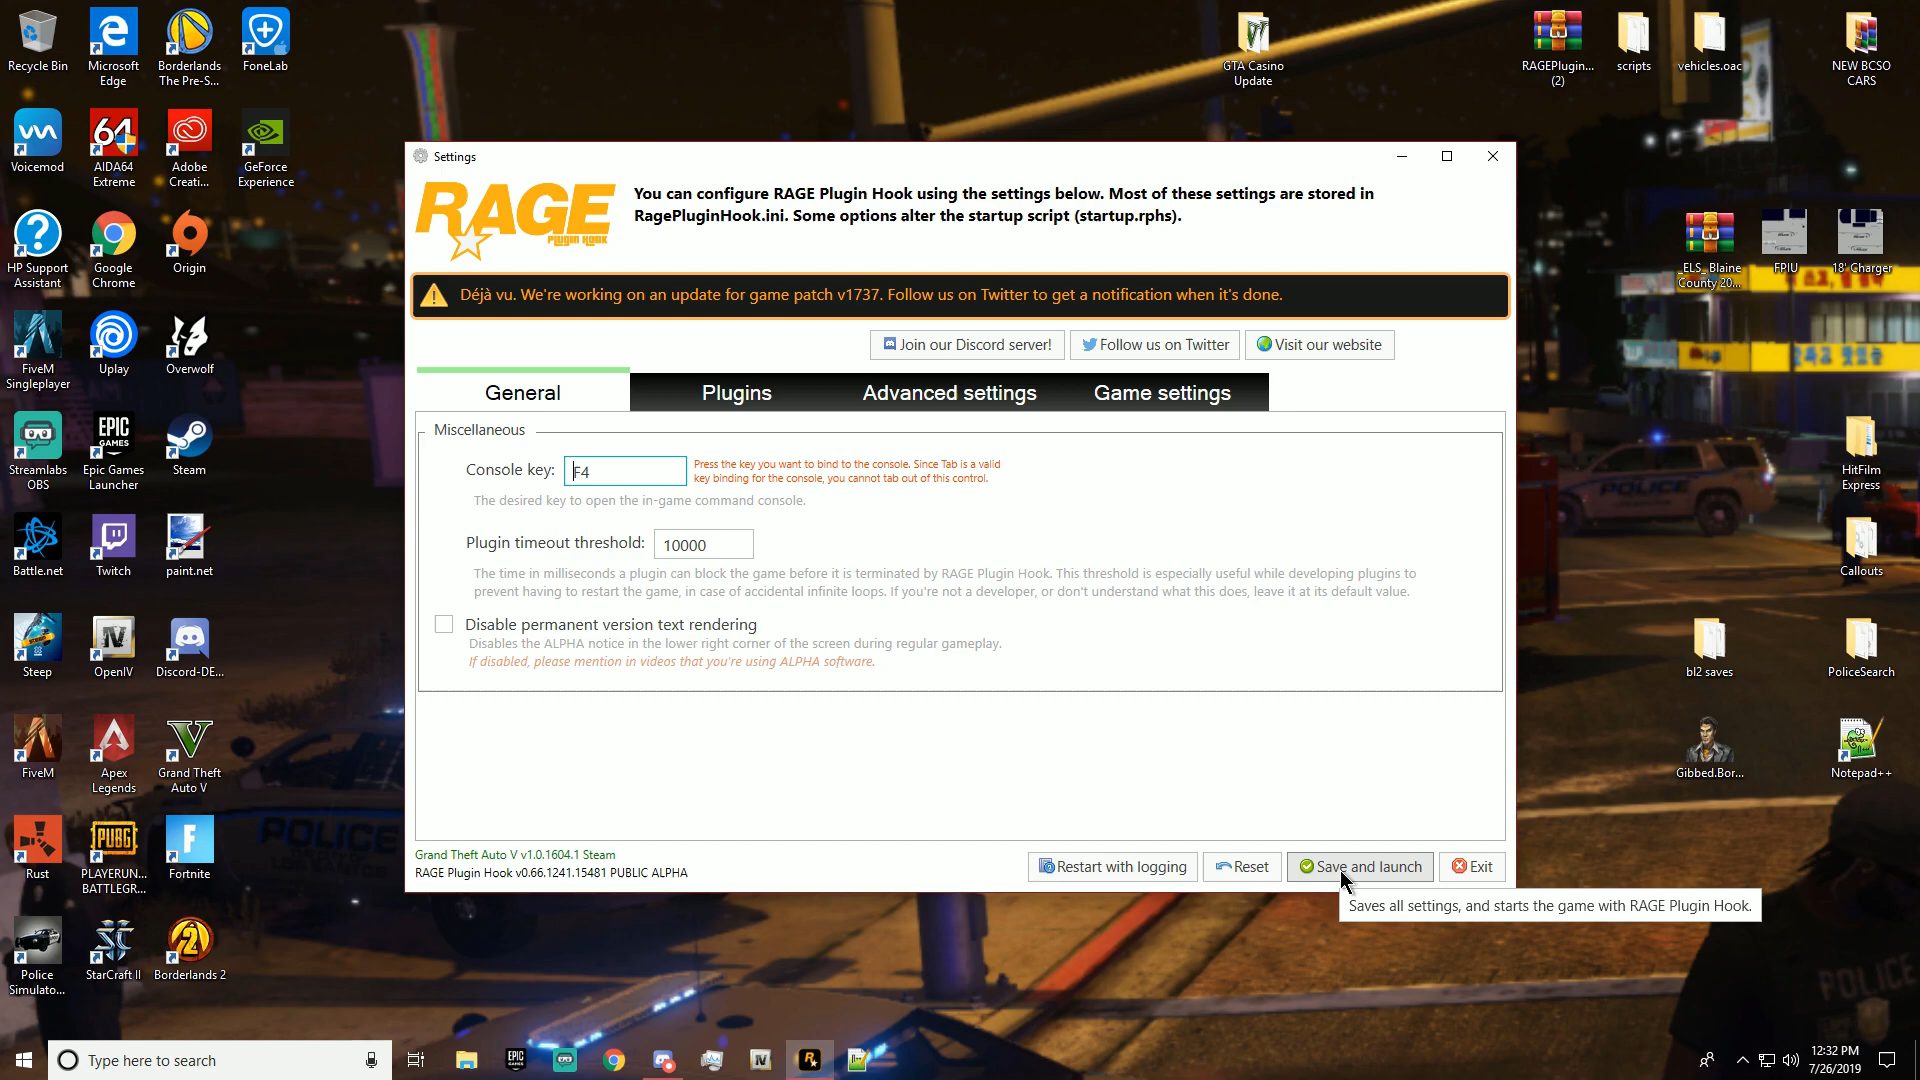 Recycle Bin
Microsoft
Edge
Borderlands
The Pre-S...
FoneLab
GTA Casino
Update
RAGEPlugin...
(2)
scripts
vehicles.oac
NEW BCSO
CARS
Voicemod
64
AIDA64
Extreme
Adobe
Creati...
GeForce
Experience
HP Support
Assistant
Google
Chrome
Origin
_ELS_ Blaine
County 20...
FPIU
18' Charger
FiveM
Singleplayer
Uplay
Overwolf
Streamlabs
OBS
EPIC
GAMES
Epic Games
Launcher
Steam
HitFilm
Express
Battle.net
Twitch
paint.net
Callouts
Steep
OpenIV
Discord-DE...
bl2 saves
PoliceSearch
FiveM
Apex
Legends
Grand Theft
Auto V
Gibbed.Bor...
Notepad++
Rust
PUBG
PLAYERUN...
BATTLEGR...
Fortnite
Police
Simulato...
StarCraft II
Borderlands 2
Settings
RAGE
PLUGIN HOOK
You can configure RAGE Plugin Hook using the settings below. Most of these settings are stored in
RagePluginHook.ini. Some options alter the startup script (startup.rphs).
Déjà vu. We're working on an update for game patch v1737. Follow us on Twitter to get a notification when it's done.
Join our Discord server!
Follow us on Twitter
Visit our website
General
Plugins
Advanced settings
Game settings
Miscellaneous
Console key:
F4
Press the key you want to bind to the console. Since Tab is a valid
key binding for the console, you cannot tab out of this control.
The desired key to open the in-game command console.
Plugin timeout threshold:
10000
The time in milliseconds a plugin can block the game before it is terminated by RAGE Plugin Hook. This threshold is especially useful while developing plugins to
prevent having to restart the game, in case of accidental infinite loops. If you're not a developer, or don't understand what this does, leave it at its default value.
Disable permanent version text rendering
Disables the ALPHA notice in the lower right corner of the screen during regular gameplay.
If disabled, please mention in videos that you're using ALPHA software.
Grand Theft Auto V v1.0.1604.1 Steam
RAGE Plugin Hook v0.66.1241.15481 PUBLIC ALPHA
Restart with logging
Reset
Save and launch
Exit
Saves all settings, and starts the game with RAGE Plugin Hook.
POLICE
POLICE
POLICE
Type here to search
12:32 PM
7/26/2019